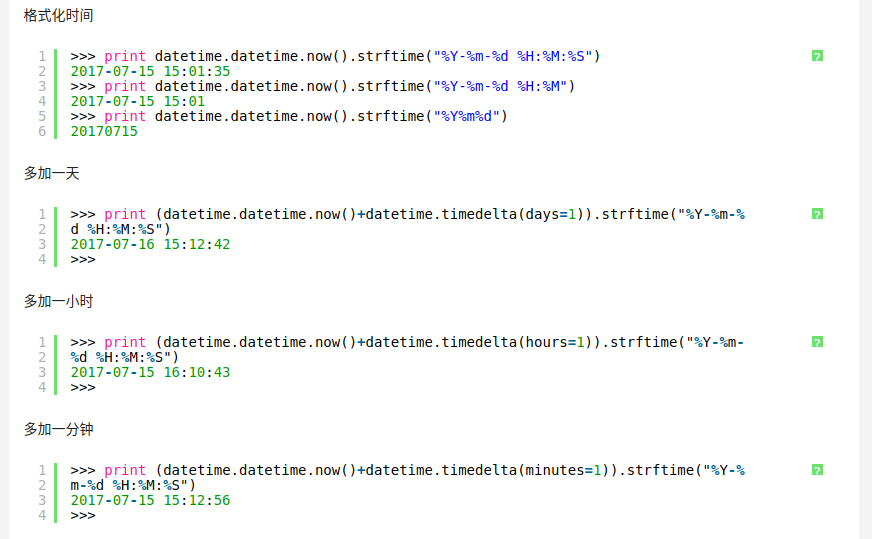 格式化时间
1 >>> print datetime.datetime.now().strftime("%Y-%m-%d %H:%M:%S") ?
2 2017-07-15 15:01:35
3 >>> print datetime.datetime.now().strftime("%Y-%m-%d %H:%M")
4 2017-07-15 15:01
5 >>> print datetime.datetime.now().strftime("%Y%m%d")
6 20170715
多加一天
1 >>> print (datetime.datetime.now()+datetime.timedelta(days=1)).strftime("%Y-%m-% ?
2 d %H:%M:%S")
3 2017-07-16 15:12:42
4 >>>
多加一小时
1 >>> print (datetime.datetime.now()+datetime.timedelta(hours=1)).strftime("%Y-%m- ?
2 %d %H:%M:%S")
3 2017-07-15 16:10:43
4 >>>
多加一分钟
1 >>> print (datetime.datetime.now()+datetime.timedelta(minutes=1)).strftime("%Y-% ?
2 m-%d %H:%M:%S")
3 2017-07-15 15:12:56
4 >>>